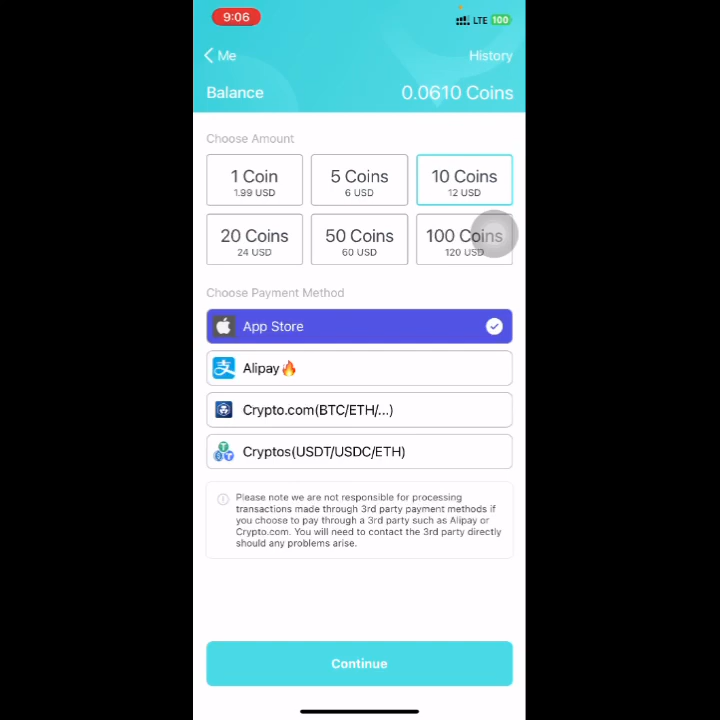 9:06
LTE 100
Me
History
Balance
0.0610 Coins
Choose Amount
1 Coin
1.99 USD
5 Coins
6 USD
10 Coins
12 USD
20 Coins
24 USD
50 Coins
60 USD
100 Coins
120 USD
Choose Payment Method
App Store
支 Alipay🔥
Crypto.com(BTC/ETH/...)
Cryptos(USDT/USDC/ETH)
Please note we are not responsible for processing
transactions made through 3rd party payment methods if
you choose to pay through a 3rd party such as Alipay or
Crypto.com. You will need to contact the 3rd party directly
should any problems arise.
Continue